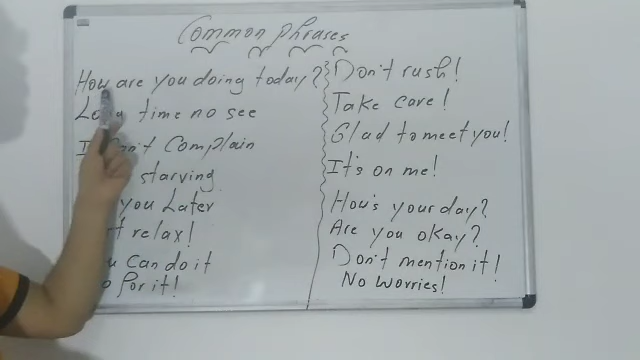 Common phrases
How are you doing today?
Long time no see
I can't Complain
starving
you Later
relax!
Can do it
for it!
Don't rush!
Take care!
Glad to meet you!
It's on me!
How's your day?
Are you okay?
Don't mention it!
No worries!